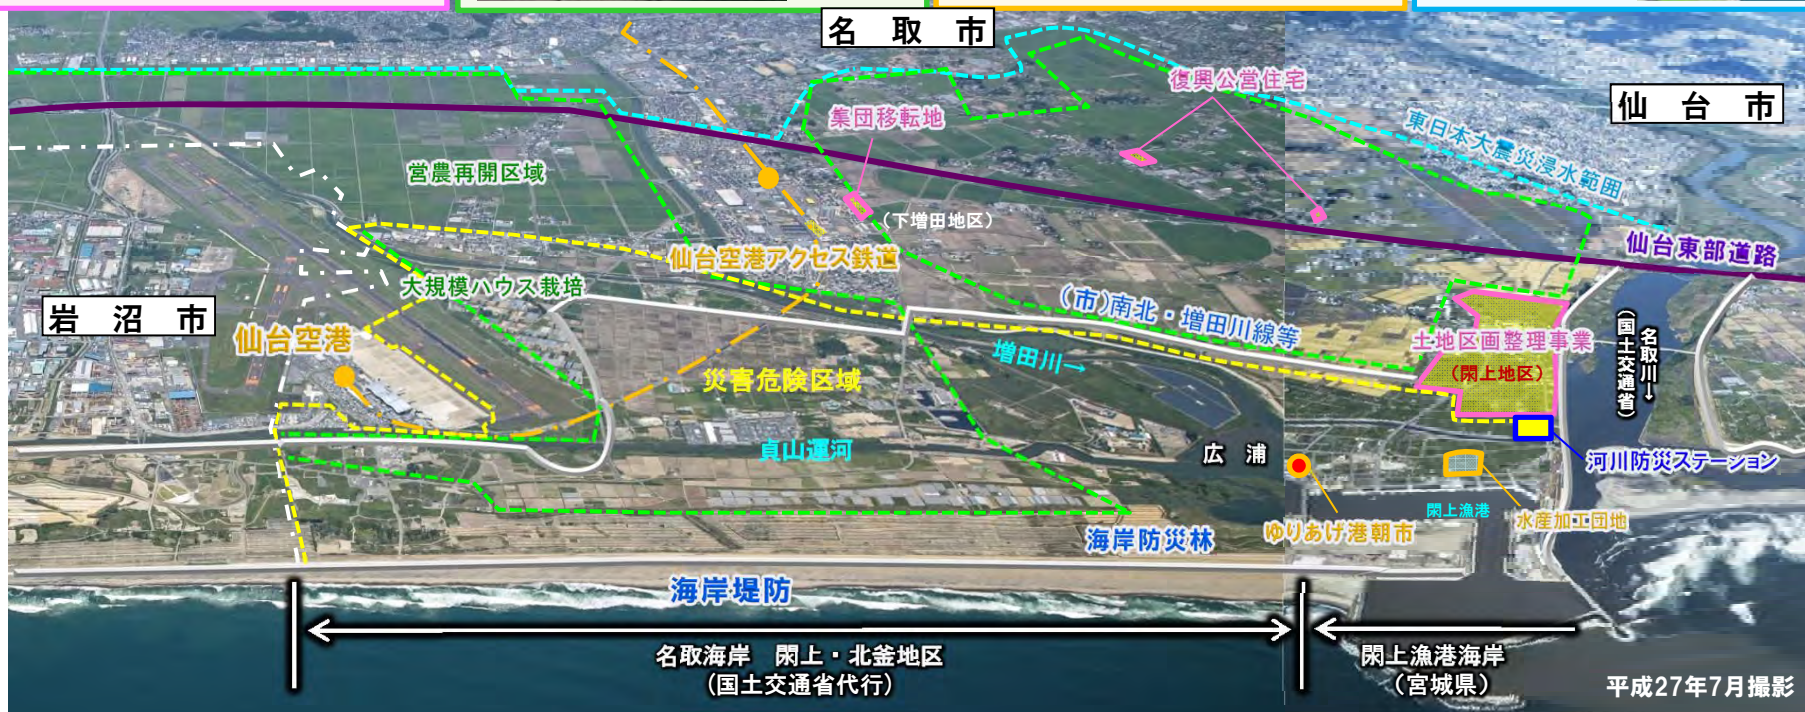 名 取 市
復興公営住宅
仙 台 市
集団移転地
東日本大震災浸水範囲
営農再開区域
(下増田地区)
仙台東部道路
仙台空港アクセス鉄道
大規模ハウス栽培
岩 沼 市
(市)南北・増田川線等
名取川→
(国土交通省)
仙台空港
土地区画整理事業
(閖上地区)
増田川→
災害危険区域
貞山運河
広 浦
河川防災ステーション
閖上漁港
水産加工団地
ゆりあげ港朝市
海岸防災林
海岸堤防
名取海岸 閖上・北釜地区
(国土交通省代行)
閖上漁港海岸
(宮城県)
平成27年7月撮影